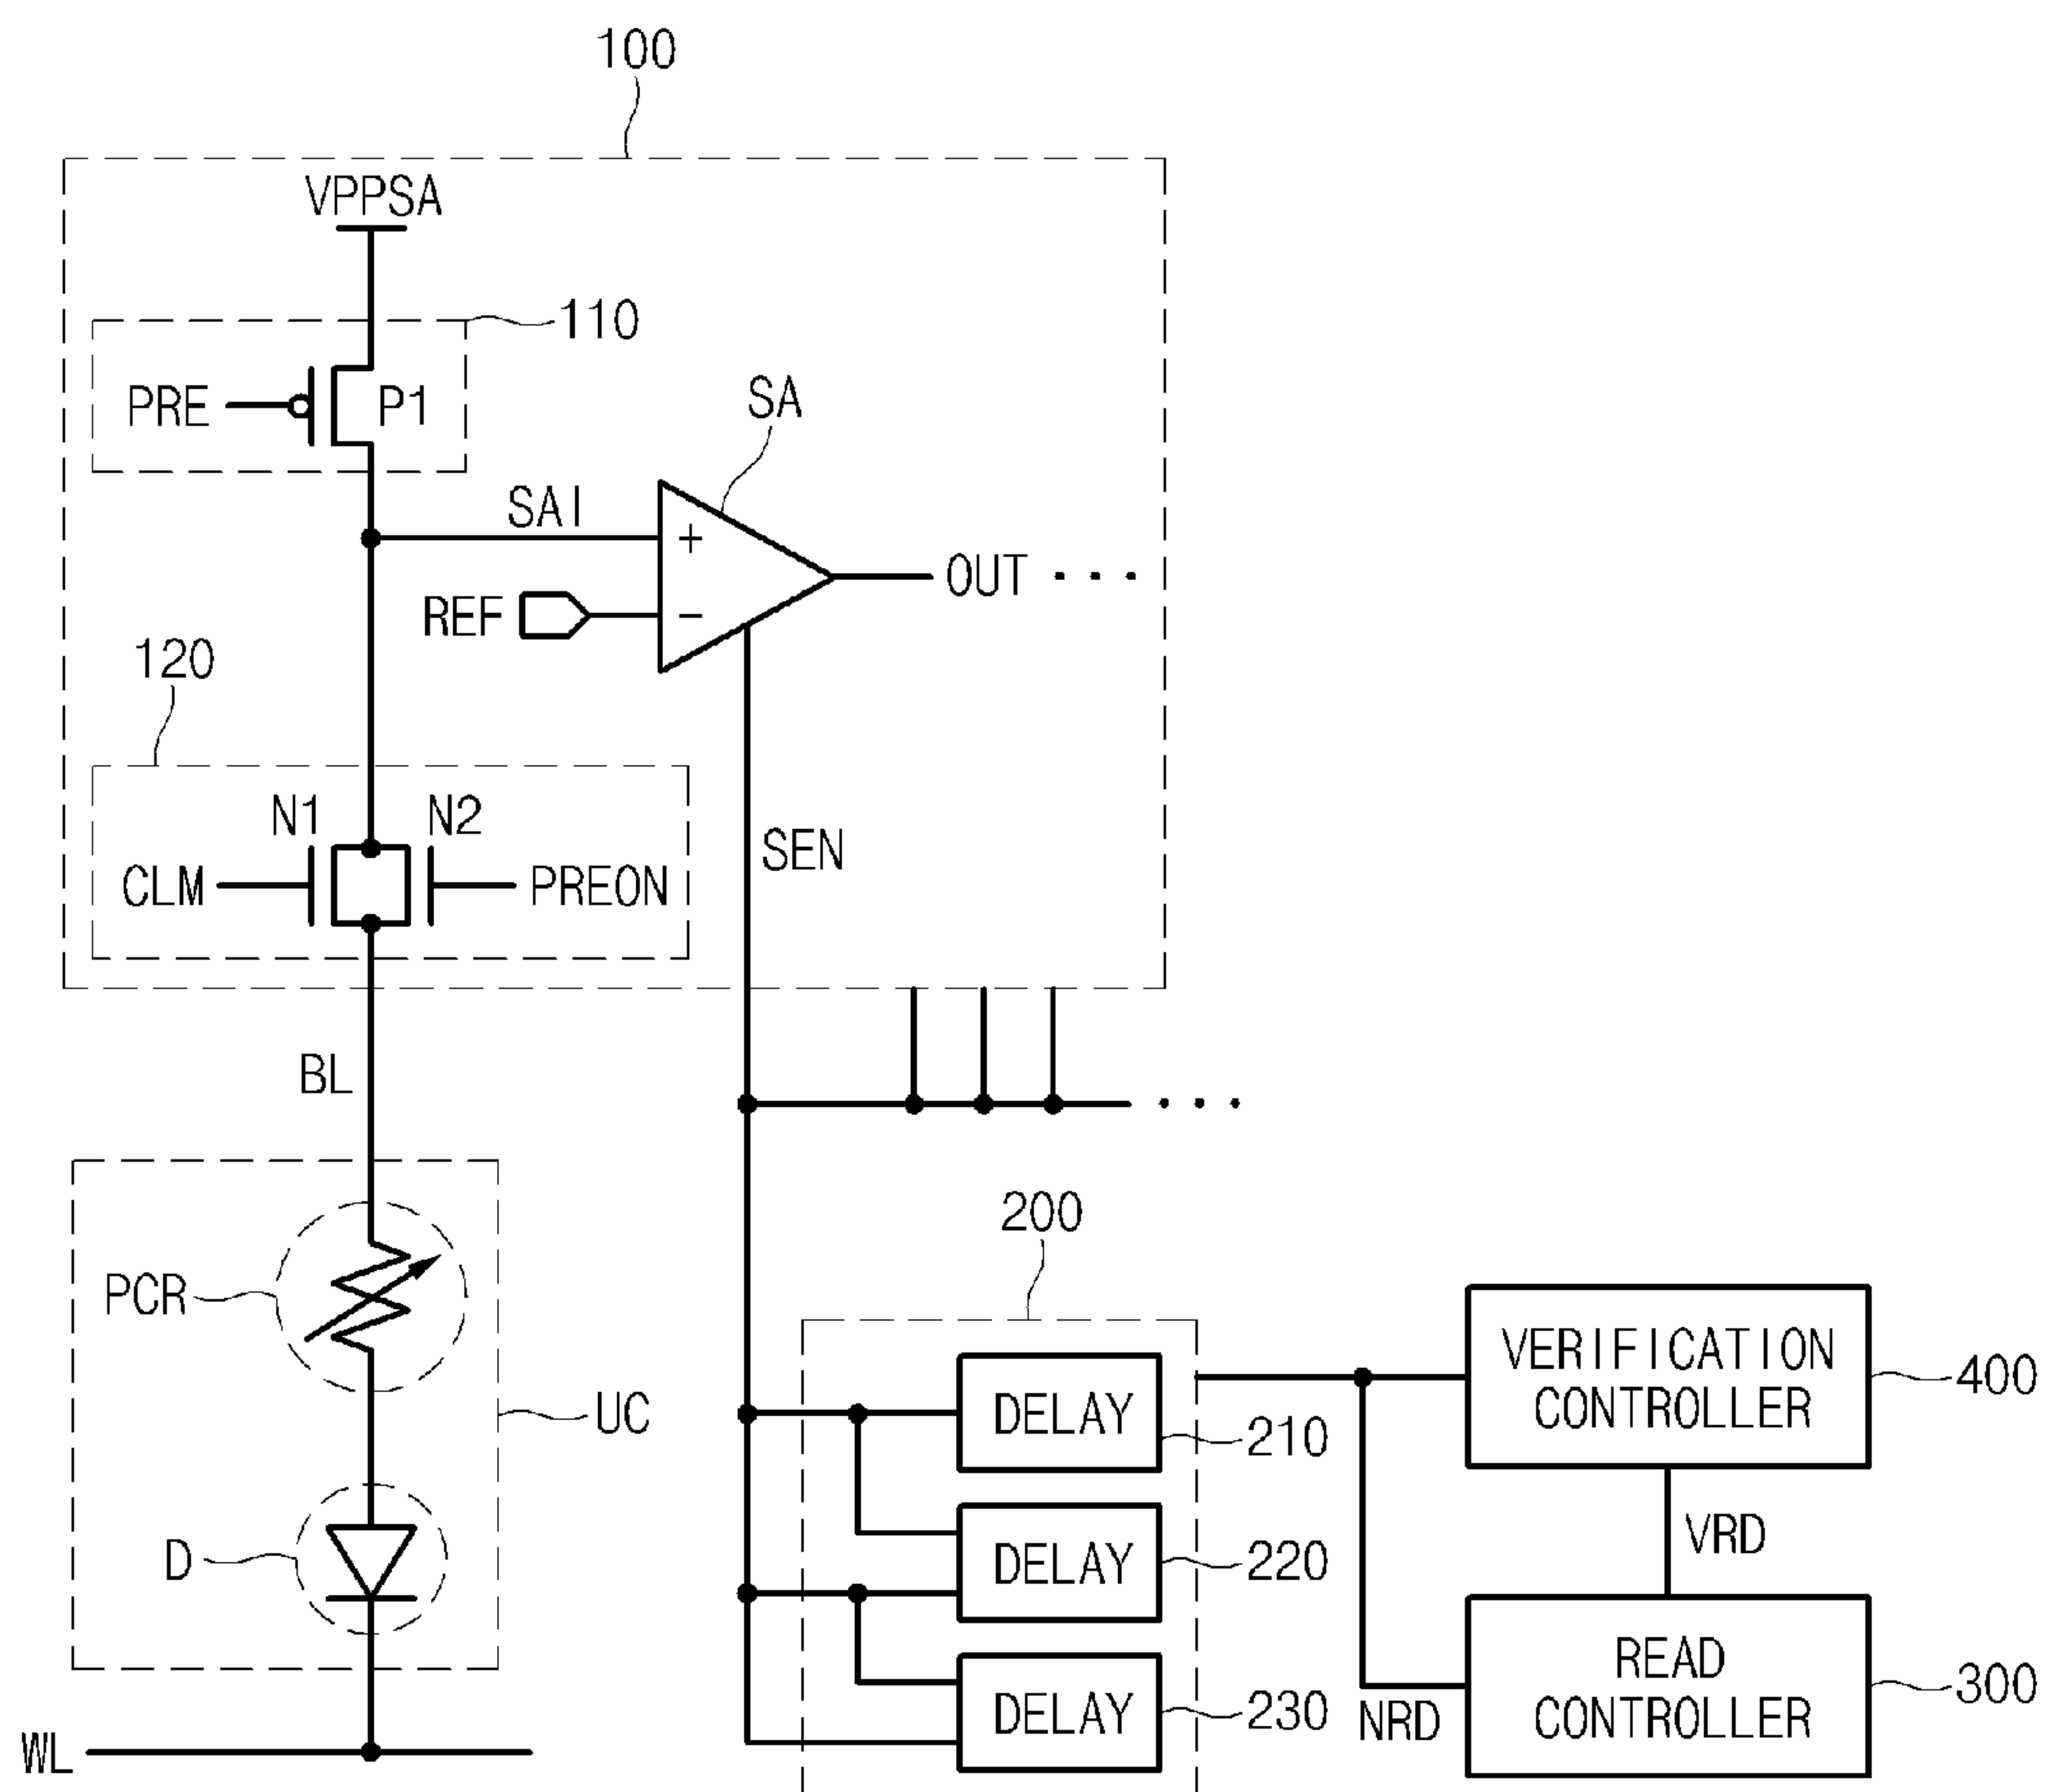 100
VPPSA
110
PRE
P1
SA
SAI
+
OUT ...
REF
−
120
N1
N2
CLM
PREON
SEN
BL
...
200
PCR
DELAY
210
VERIFICATION
CONTROLLER
400
UC
DELAY
220
VRD
D
DELAY
230
NRD
READ
CONTROLLER
300
WL